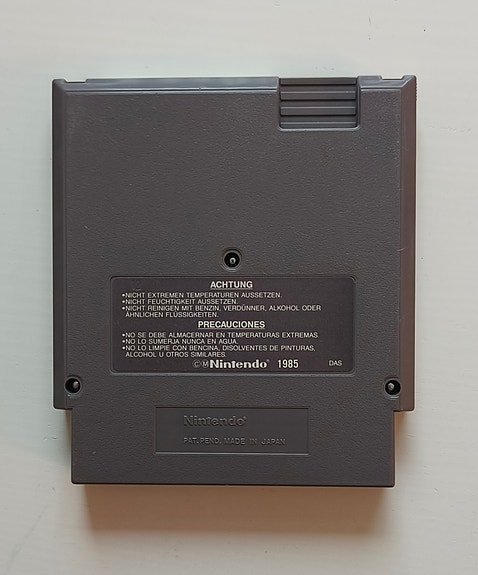 ACHTUNG
•NICHT EXTREMEN TEMPERATUREN AUSSETZEN.
•NICHT FEUCHTIGKEIT AUSSETZEN.
•NICHT REINIGEN MIT BENZIN, VERDÜNNER, ALKOHOL ODER
ÄHNLICHEN FLÜSSIGKEITEN.
PRECAUCIONES
•NO SE DEBE ALMACERNAR EN TEMPERATURAS EXTREMAS.
•NO LO SUMERJA NUNCA EN AGUA.
•NO LO LIMPIE CON BENCINA, DISOLVENTES DE PINTURAS,
ALCOHOL U OTROS SIMILARES.
©M Nintendo® 1985 DAS
Nintendo®
PAT. PEND. MADE IN JAPAN